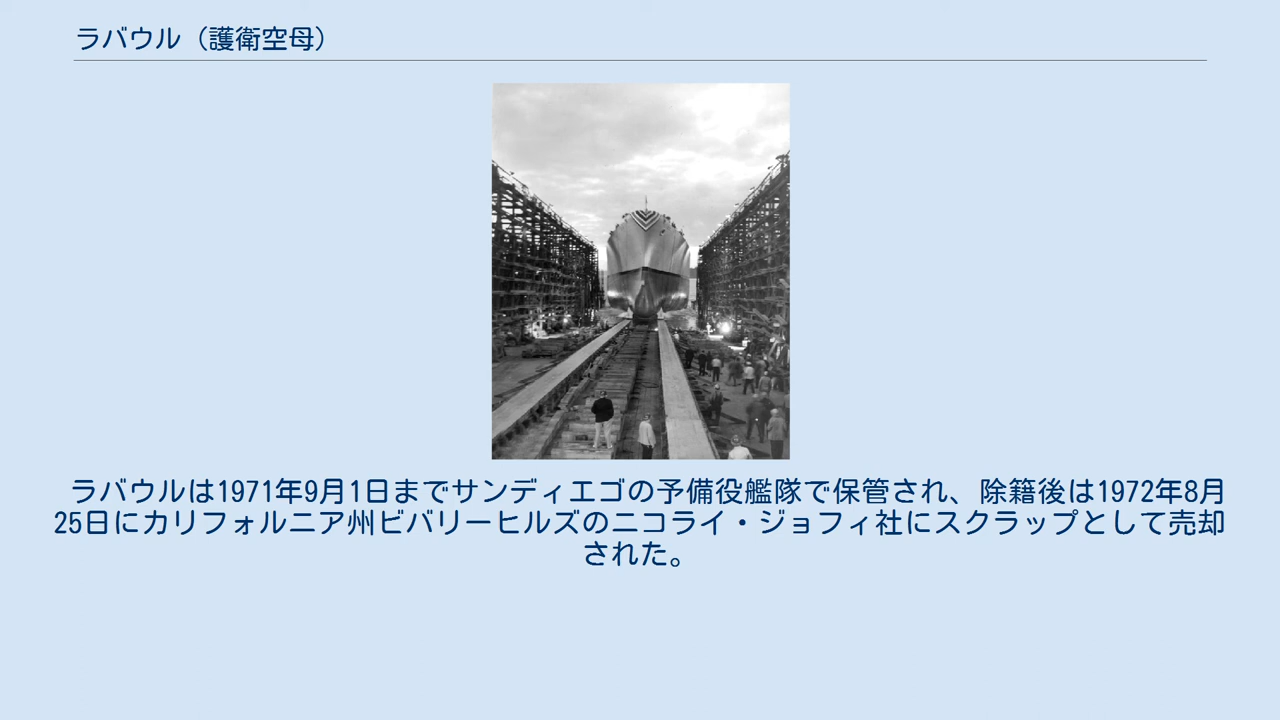 ラバウル（護衛空母）
ラバウルは1971年9月1日までサンディエゴの予備役艦隊で保管され、除籍後は1972年8月
25日にカリフォルニア州ビバリーヒルズのニコライ・ジョフィ社にスクラップとして売却
された。